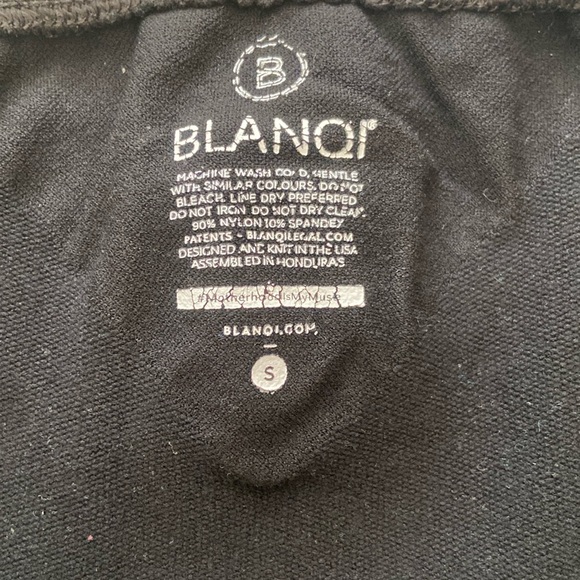 B
BLANQI®
MACHINE WASH COLD, GENTLE
WITH SIMILAR COLOURS. DO NOT
BLEACH. LINE DRY PREFERRED
DO NOT IRON DO NOT DRY CLEAN.
90% NYLON 10% SPANDEX
PATENTS - BLANQILEGAL.COM
DESIGNED AND KNIT IN THE USA
ASSEMBLED IN HONDURAS
#MotherhoodIsMyMuse
BLANQI.COM
S